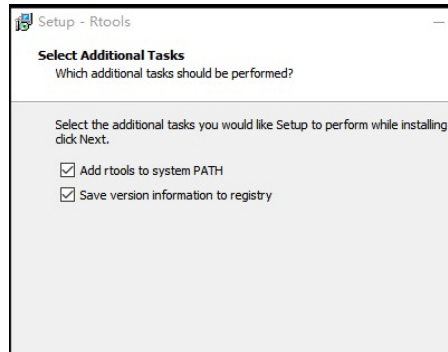 Setup - Rtools
Select Additional Tasks
Which additional tasks should be performed?
Select the additional tasks you would like Setup to perform while installing
click Next.
Add rtools to system PATH
Save version information to registry